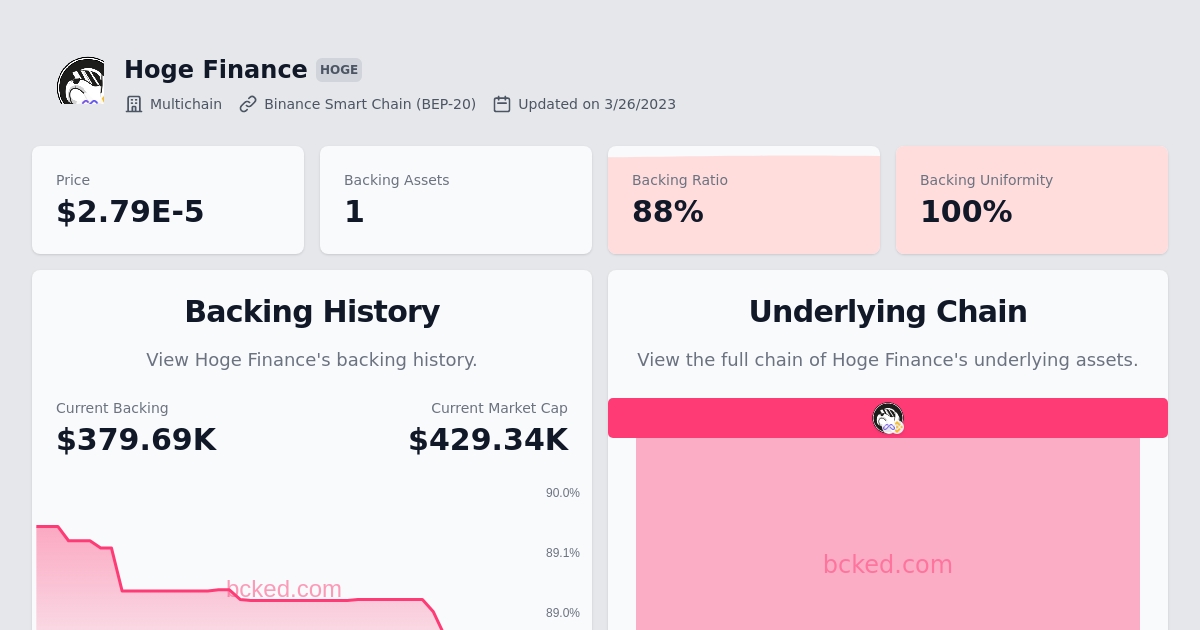 Hoge Finance HOGE
Multichain Binance Smart Chain (BEP-20) Updated on 3/26/2023
Price
$2.79E-5
Backing Assets
1
Backing Ratio
88%
Backing Uniformity
100%
Backing History
View Hoge Finance's backing history.
Current Backing
$379.69K
Current Market Cap
$429.34K
90.0%
89.1%
89.0%
bcked.com
Underlying Chain
View the full chain of Hoge Finance's underlying assets.
bcked.com